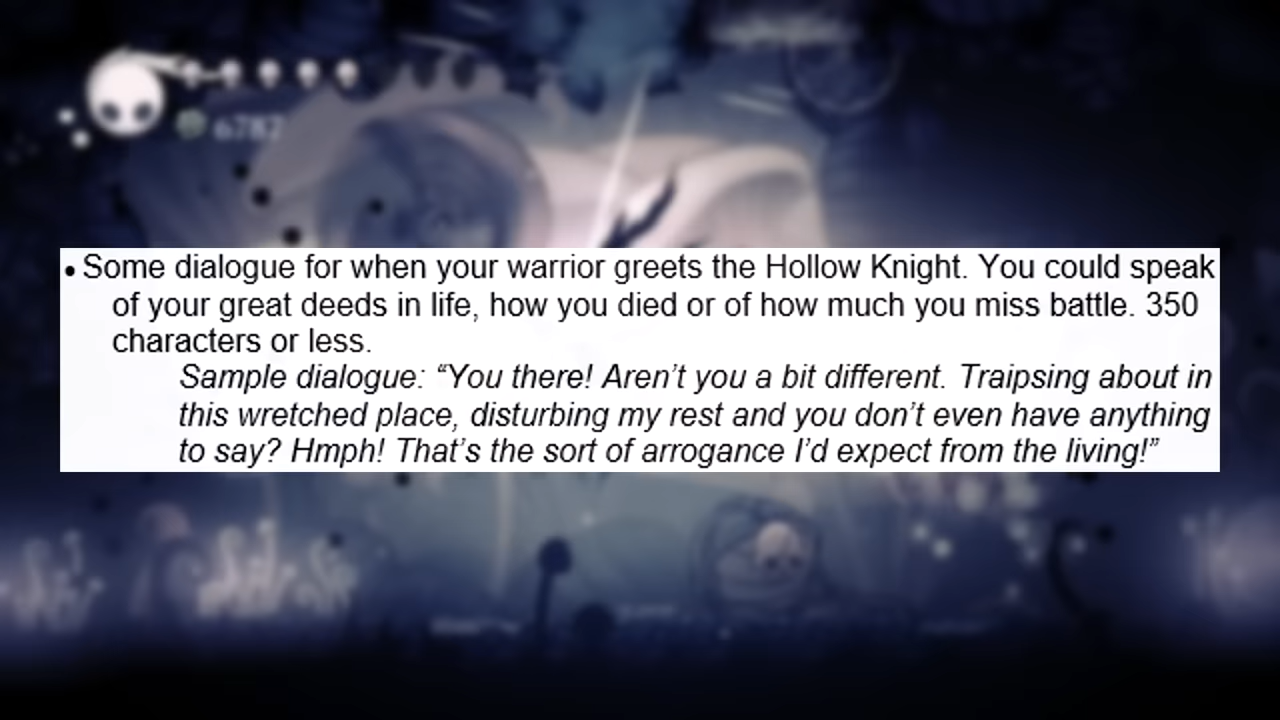 6782
• Some dialogue for when your warrior greets the Hollow Knight. You could speak
of your great deeds in life, how you died or of how much you miss battle. 350
characters or less.
Sample dialogue: “You there! Aren’t you a bit different. Traipsing about in
this wretched place, disturbing my rest and you don’t even have anything
to say? Hmph! That’s the sort of arrogance I’d expect from the living!”